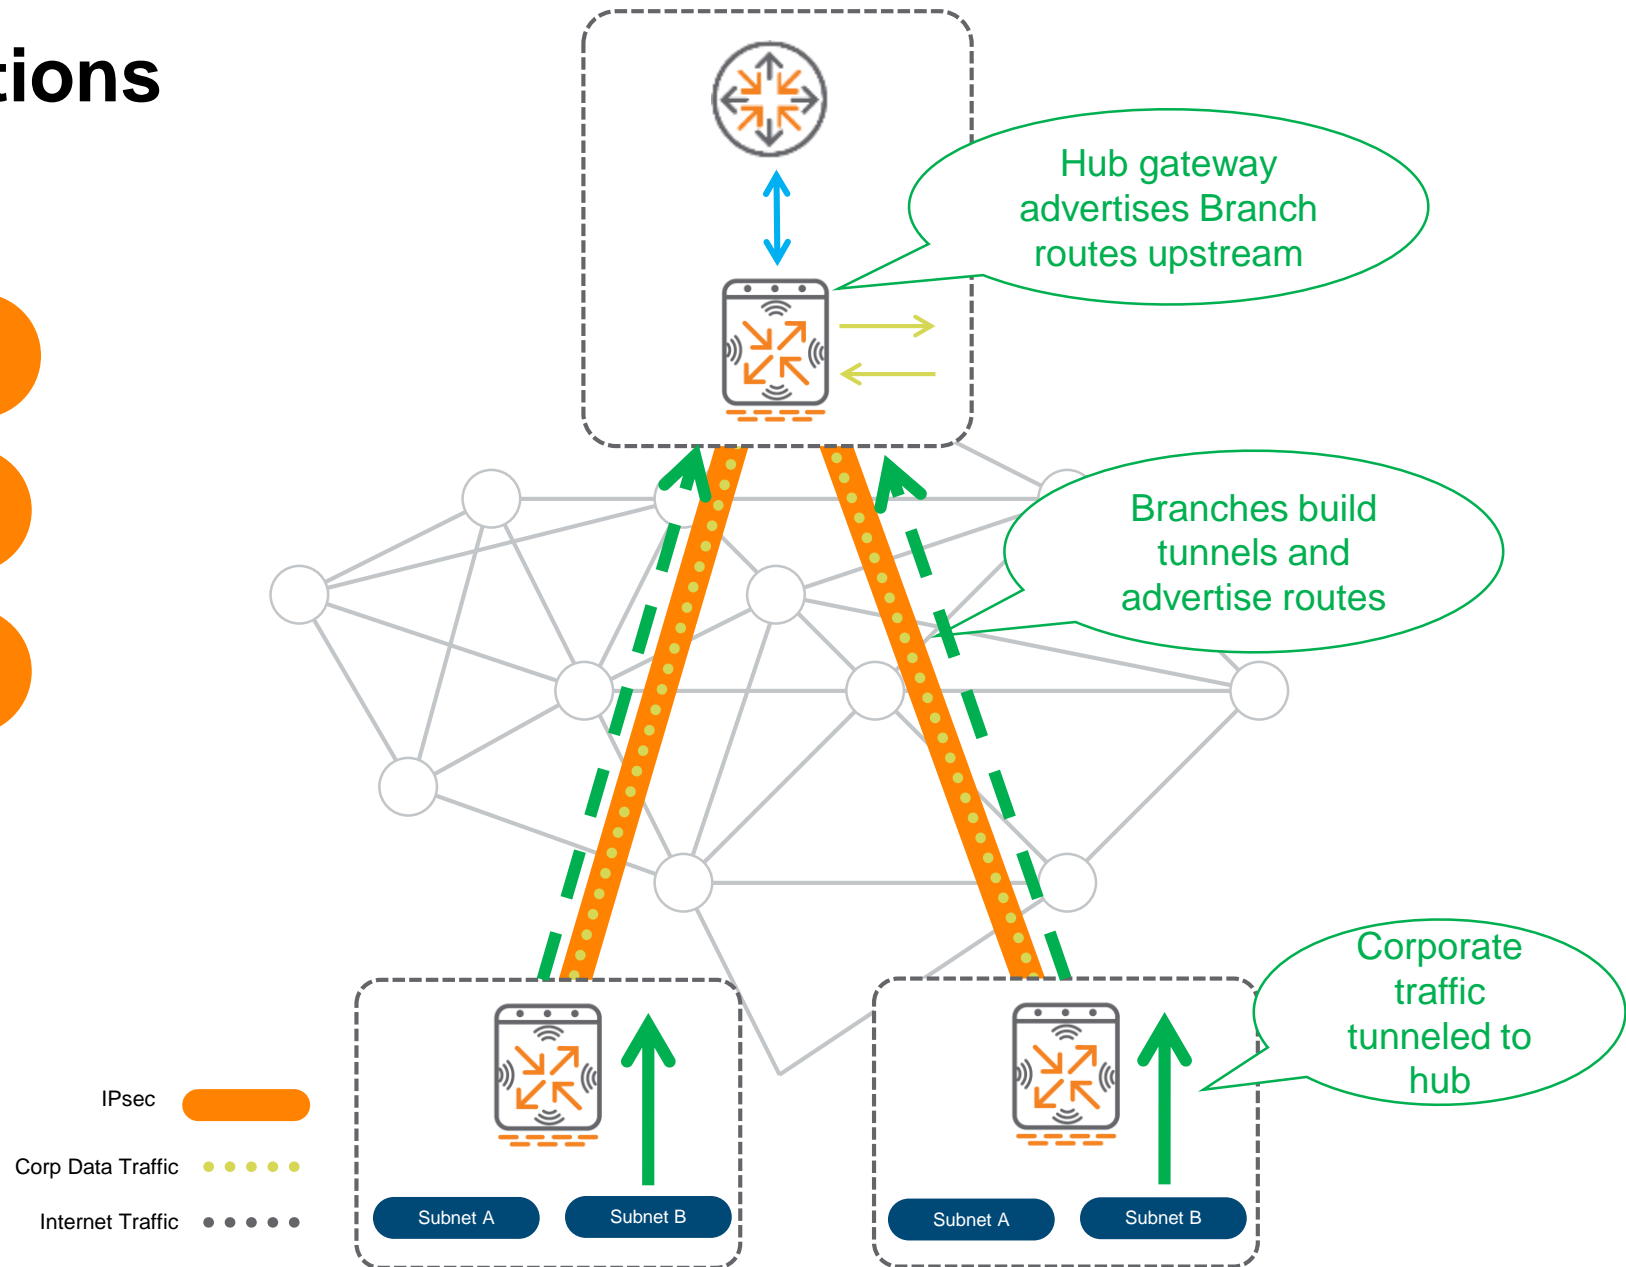 tions
Hub gateway
advertises Branch
routes upstream
Branches build
tunnels and
advertise routes
Corporate
traffic
tunneled to
hub
IPsec
Corp Data Traffic
Internet Traffic
Subnet A
Subnet B
Subnet A
Subnet B